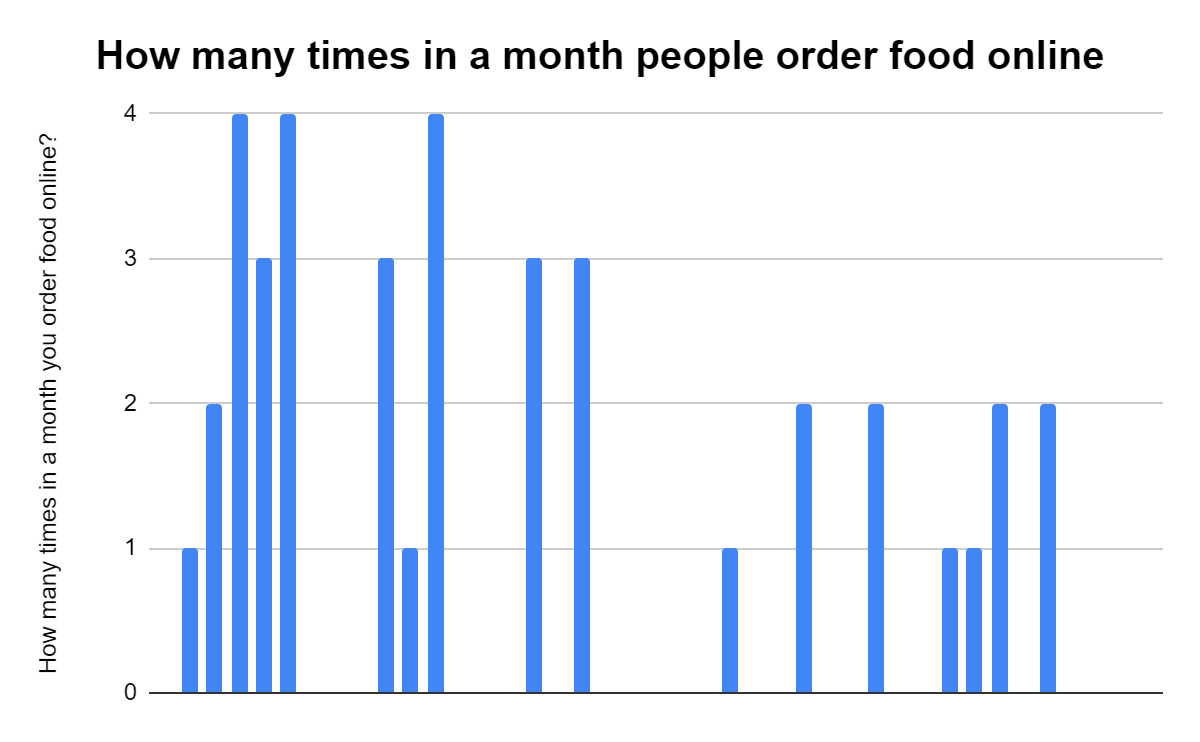 How many times in a month people order food online
How many times in a month you order food online?
4
3
2
1
0